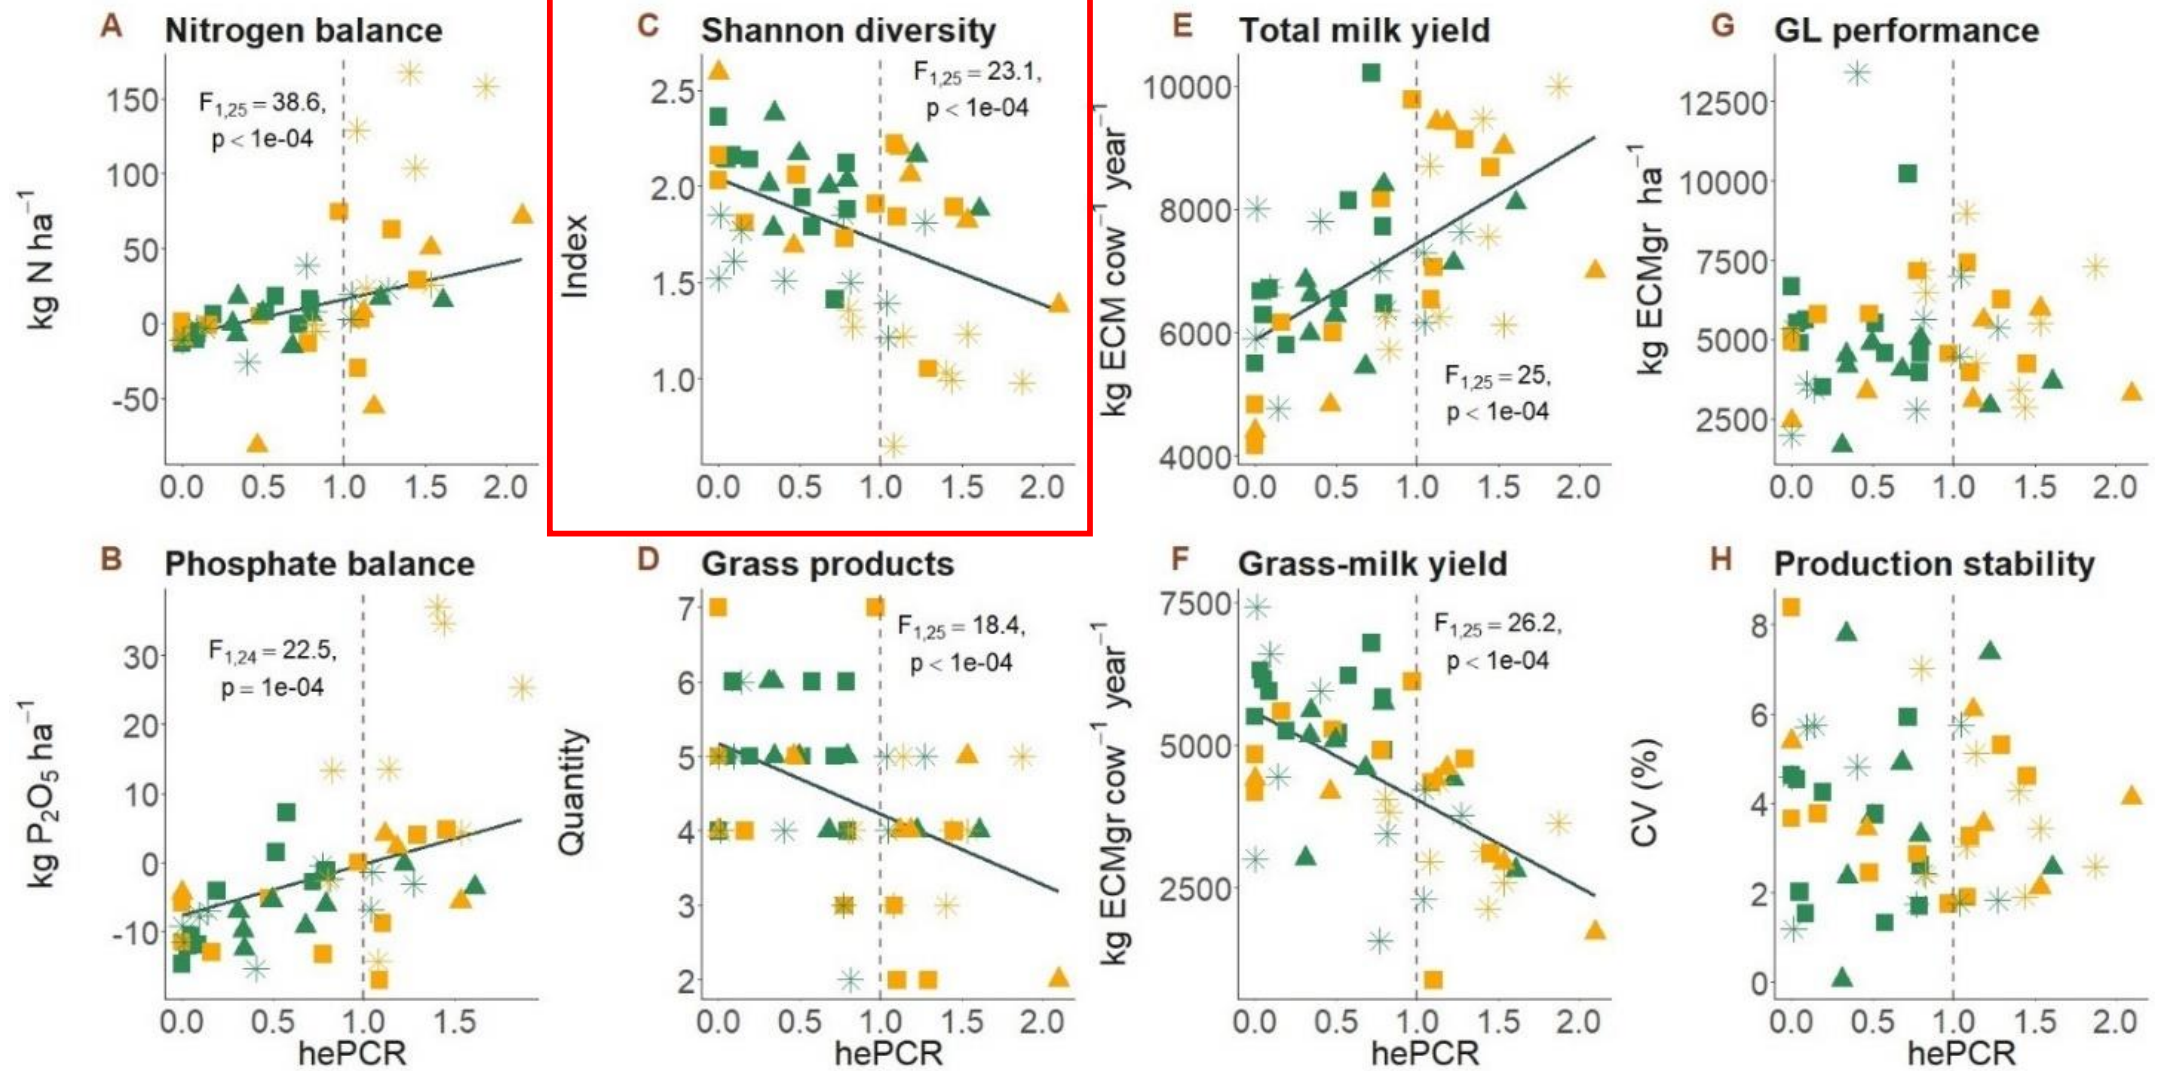 A Nitrogen balance
kg N ha⁻¹
150
100
50
0
-50
F₁,₂₅ = 38.6,
p < 1e-04
0.0 0.5 1.0 1.5 2.0
C Shannon diversity
Index
2.5
2.0
1.5
1.0
F₁,₂₅ = 23.1,
p < 1e-04
0.0 0.5 1.0 1.5 2.0
E Total milk yield
kg ECM cow⁻¹ year⁻¹
10000
8000
6000
4000
F₁,₂₅ = 25,
p < 1e-04
0.0 0.5 1.0 1.5 2.0
G GL performance
kg ECMgr ha⁻¹
12500
10000
7500
5000
2500
0.0 0.5 1.0 1.5 2.0
B Phosphate balance
kg P₂O₅ ha⁻¹
30
20
10
0
-10
F₁,₂₄ = 22.5,
p = 1e-04
0.0 0.5 1.0 1.5
hePCR
D Grass products
Quantity
7
6
5
4
3
2
F₁,₂₅ = 18.4,
p < 1e-04
0.0 0.5 1.0 1.5 2.0
hePCR
F Grass-milk yield
kg ECMgr cow⁻¹ year⁻¹
7500
5000
2500
F₁,₂₅ = 26.2,
p < 1e-04
0.0 0.5 1.0 1.5 2.0
hePCR
H Production stability
CV (%)
8
6
4
2
0
0.0 0.5 1.0 1.5 2.0
hePCR